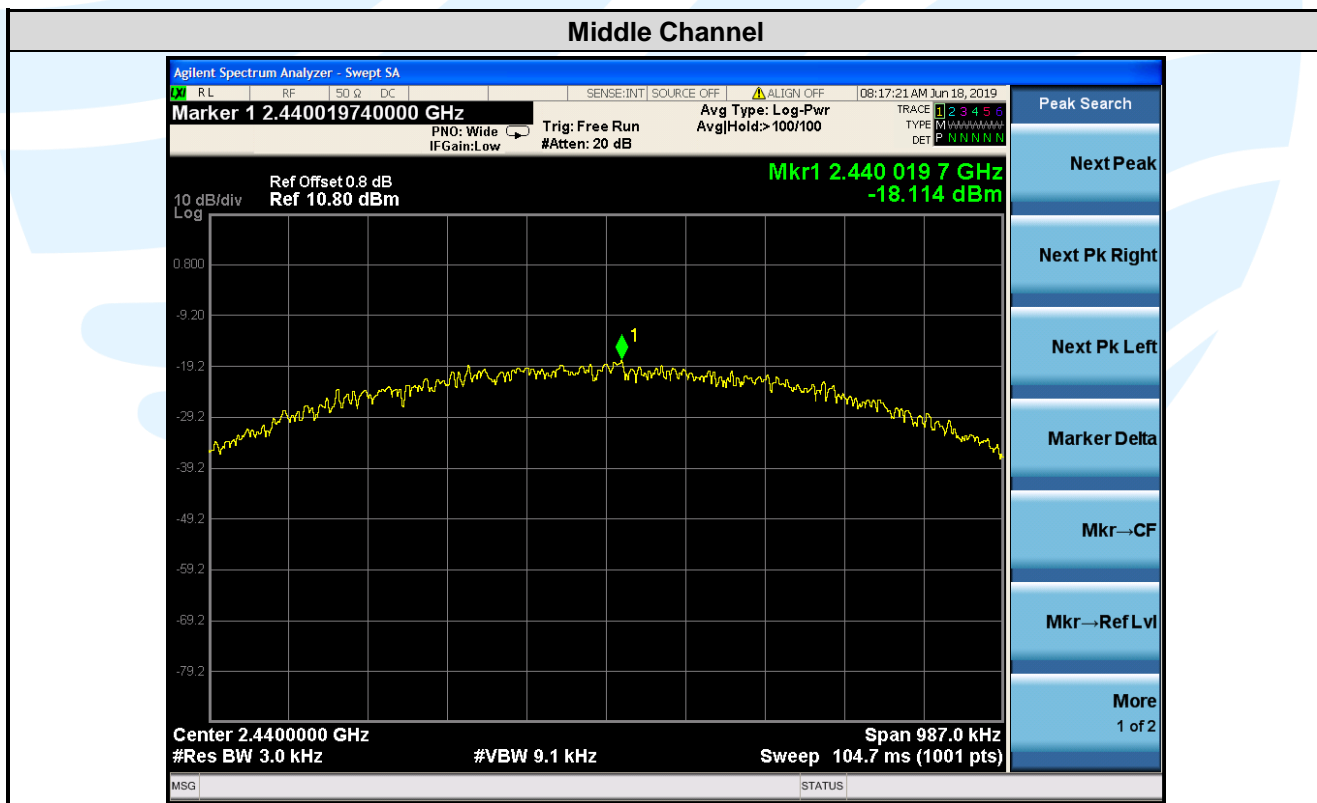 Middle Channel
Agilent Spectrum Analyzer - Swept SA
LXI RL RF 50 Ω DC SENSE:INT SOURCE OFF ALIGN OFF 08:17:21 AM Jun 18, 2019
Marker 1 2.440019740000 GHz
PNO: Wide
IFGain:Low
Trig: Free Run
#Atten: 20 dB
Avg Type: Log-Pwr
Avg|Hold:>100/100
TRACE 1 2 3 4 5 6
TYPE M WWWWW
DET P N N N N N
Mkr1 2.440 019 7 GHz
-18.114 dBm
Ref Offset 0.8 dB
10 dB/div Ref 10.80 dBm
Log
0.800
-9.20
-19.2
-29.2
-39.2
-49.2
-59.2
-69.2
-79.2
1
Center 2.4400000 GHz Span 987.0 kHz
#Res BW 3.0 kHz #VBW 9.1 kHz Sweep 104.7 ms (1001 pts)
MSG STATUS
Peak Search
Next Peak
Next Pk Right
Next Pk Left
Marker Delta
Mkr→CF
Mkr→Ref Lvl
More
1 of 2